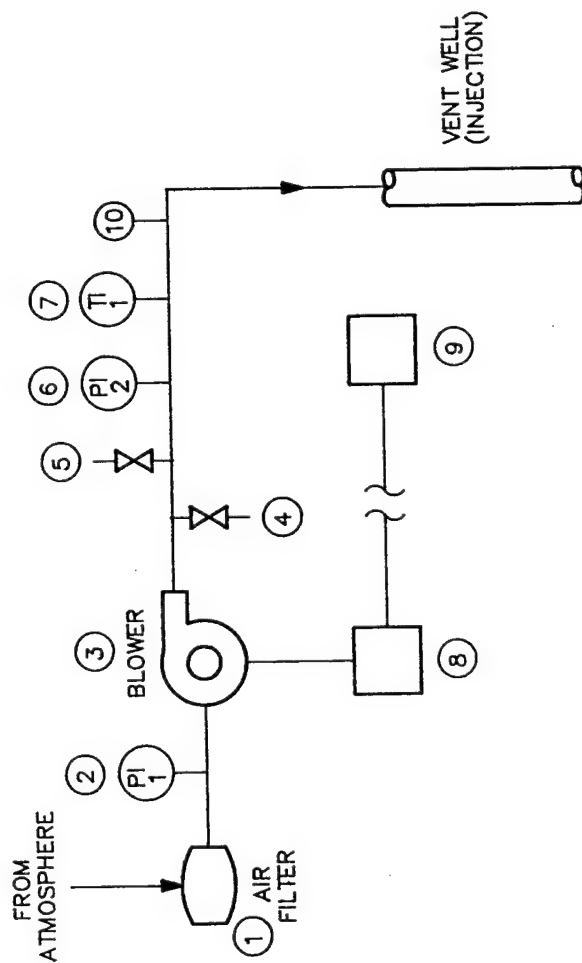 FROM
ATMOSPHERE
1
AIR
FILTER
2
PI
1
3
BLOWER
4
5
6
PI
2
7
TI
1
10
8
9
VENT WELL
(INJECTION)